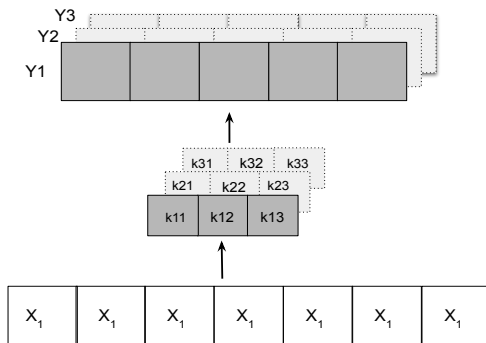 Y3
Y2
Y1
k31 k32 k33
k21 k22 k23
k11 k12 k13
X₁ X₁ X₁ X₁ X₁ X₁ X₁